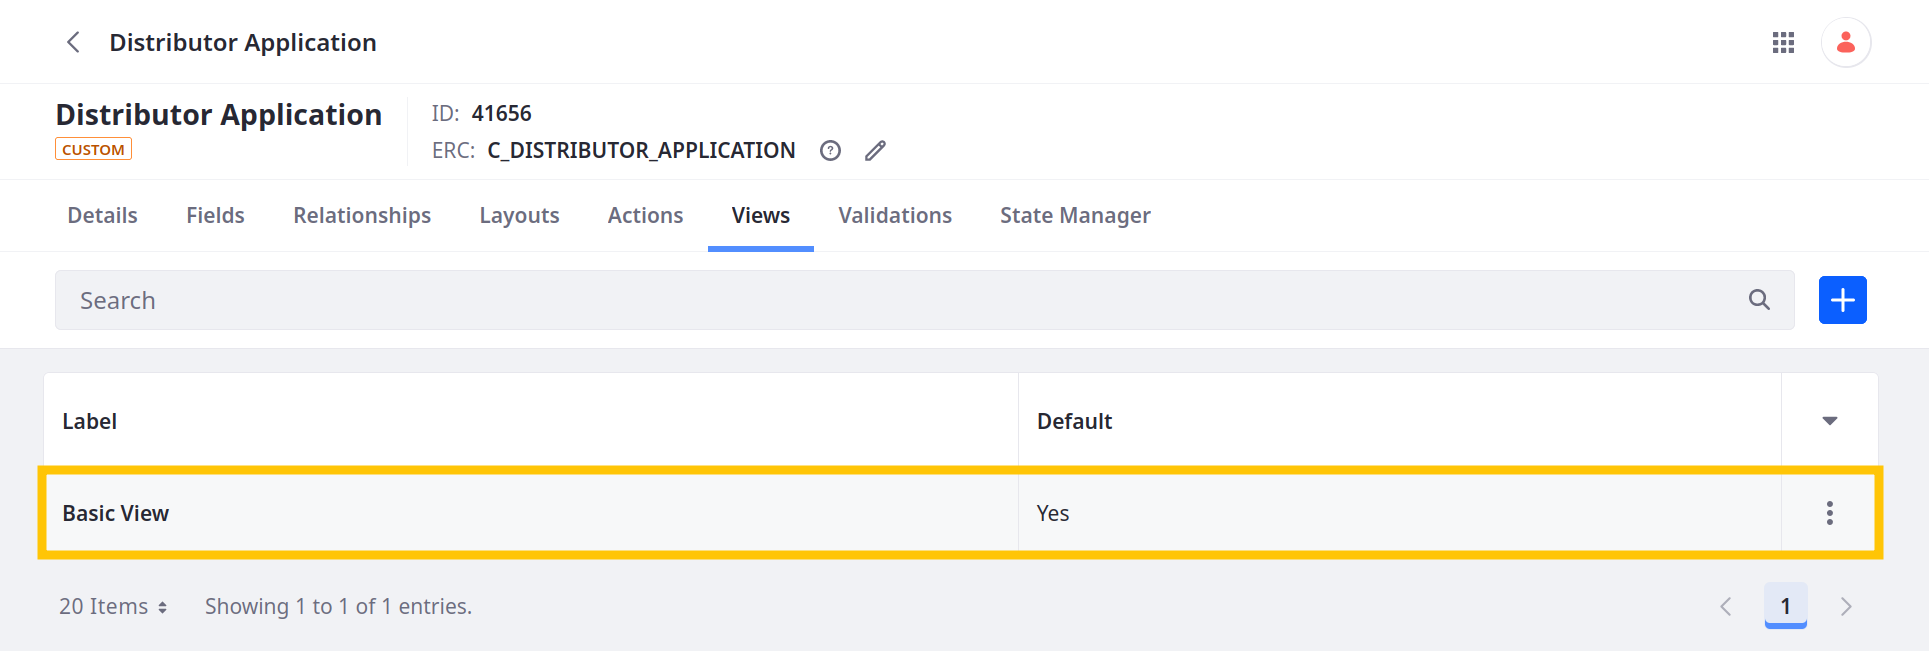 Distributor Application
Distributor Application
CUSTOM
ID: 41656
ERC: C_DISTRIBUTOR_APPLICATION
Details Fields Relationships Layouts Actions Views Validations State Manager
Search
Label Default
Basic View Yes
20 Items Showing 1 to 1 of 1 entries. 1